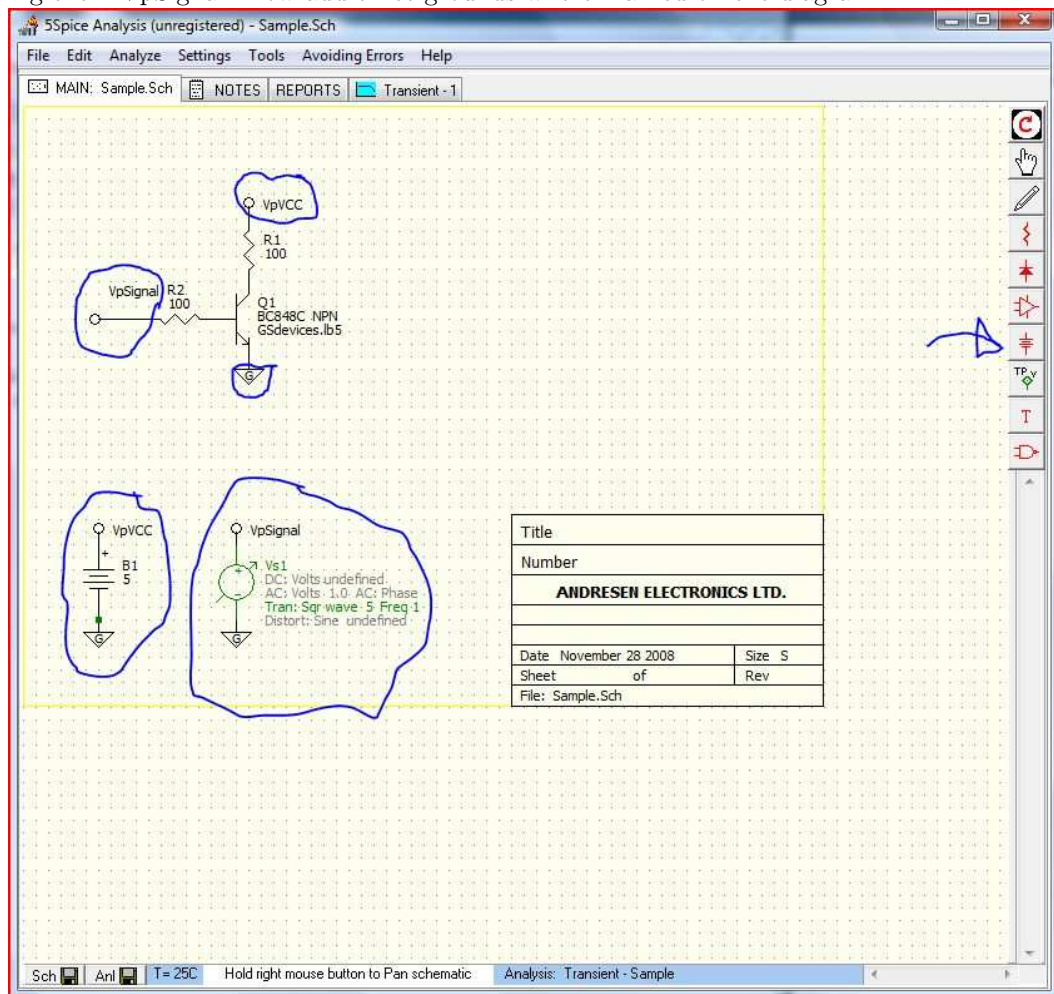 5Spice Analysis (unregistered) - Sample.Sch
File Edit Analyze Settings Tools Avoiding Errors Help
MAIN: Sample.Sch NOTES REPORTS Transient - 1
VpVCC
R1
100
VpSignal R2
100
Q1
BC848C NPN
GSdevices.lb5
G
TP V
T
VpVCC
+
B1
5
G
VpSignal
Vs1
DC: Volts undefined
AC: Volts 1.0 AC: Phase
Tran: Sqr wave 5 Freq 1
Distort: Sine undefined
G
Title
Number
ANDRESEN ELECTRONICS LTD.
Date November 28 2008 Size S
Sheet of Rev
File: Sample.Sch
Sch Anl T= 25C Hold right mouse button to Pan schematic Analysis: Transient - Sample